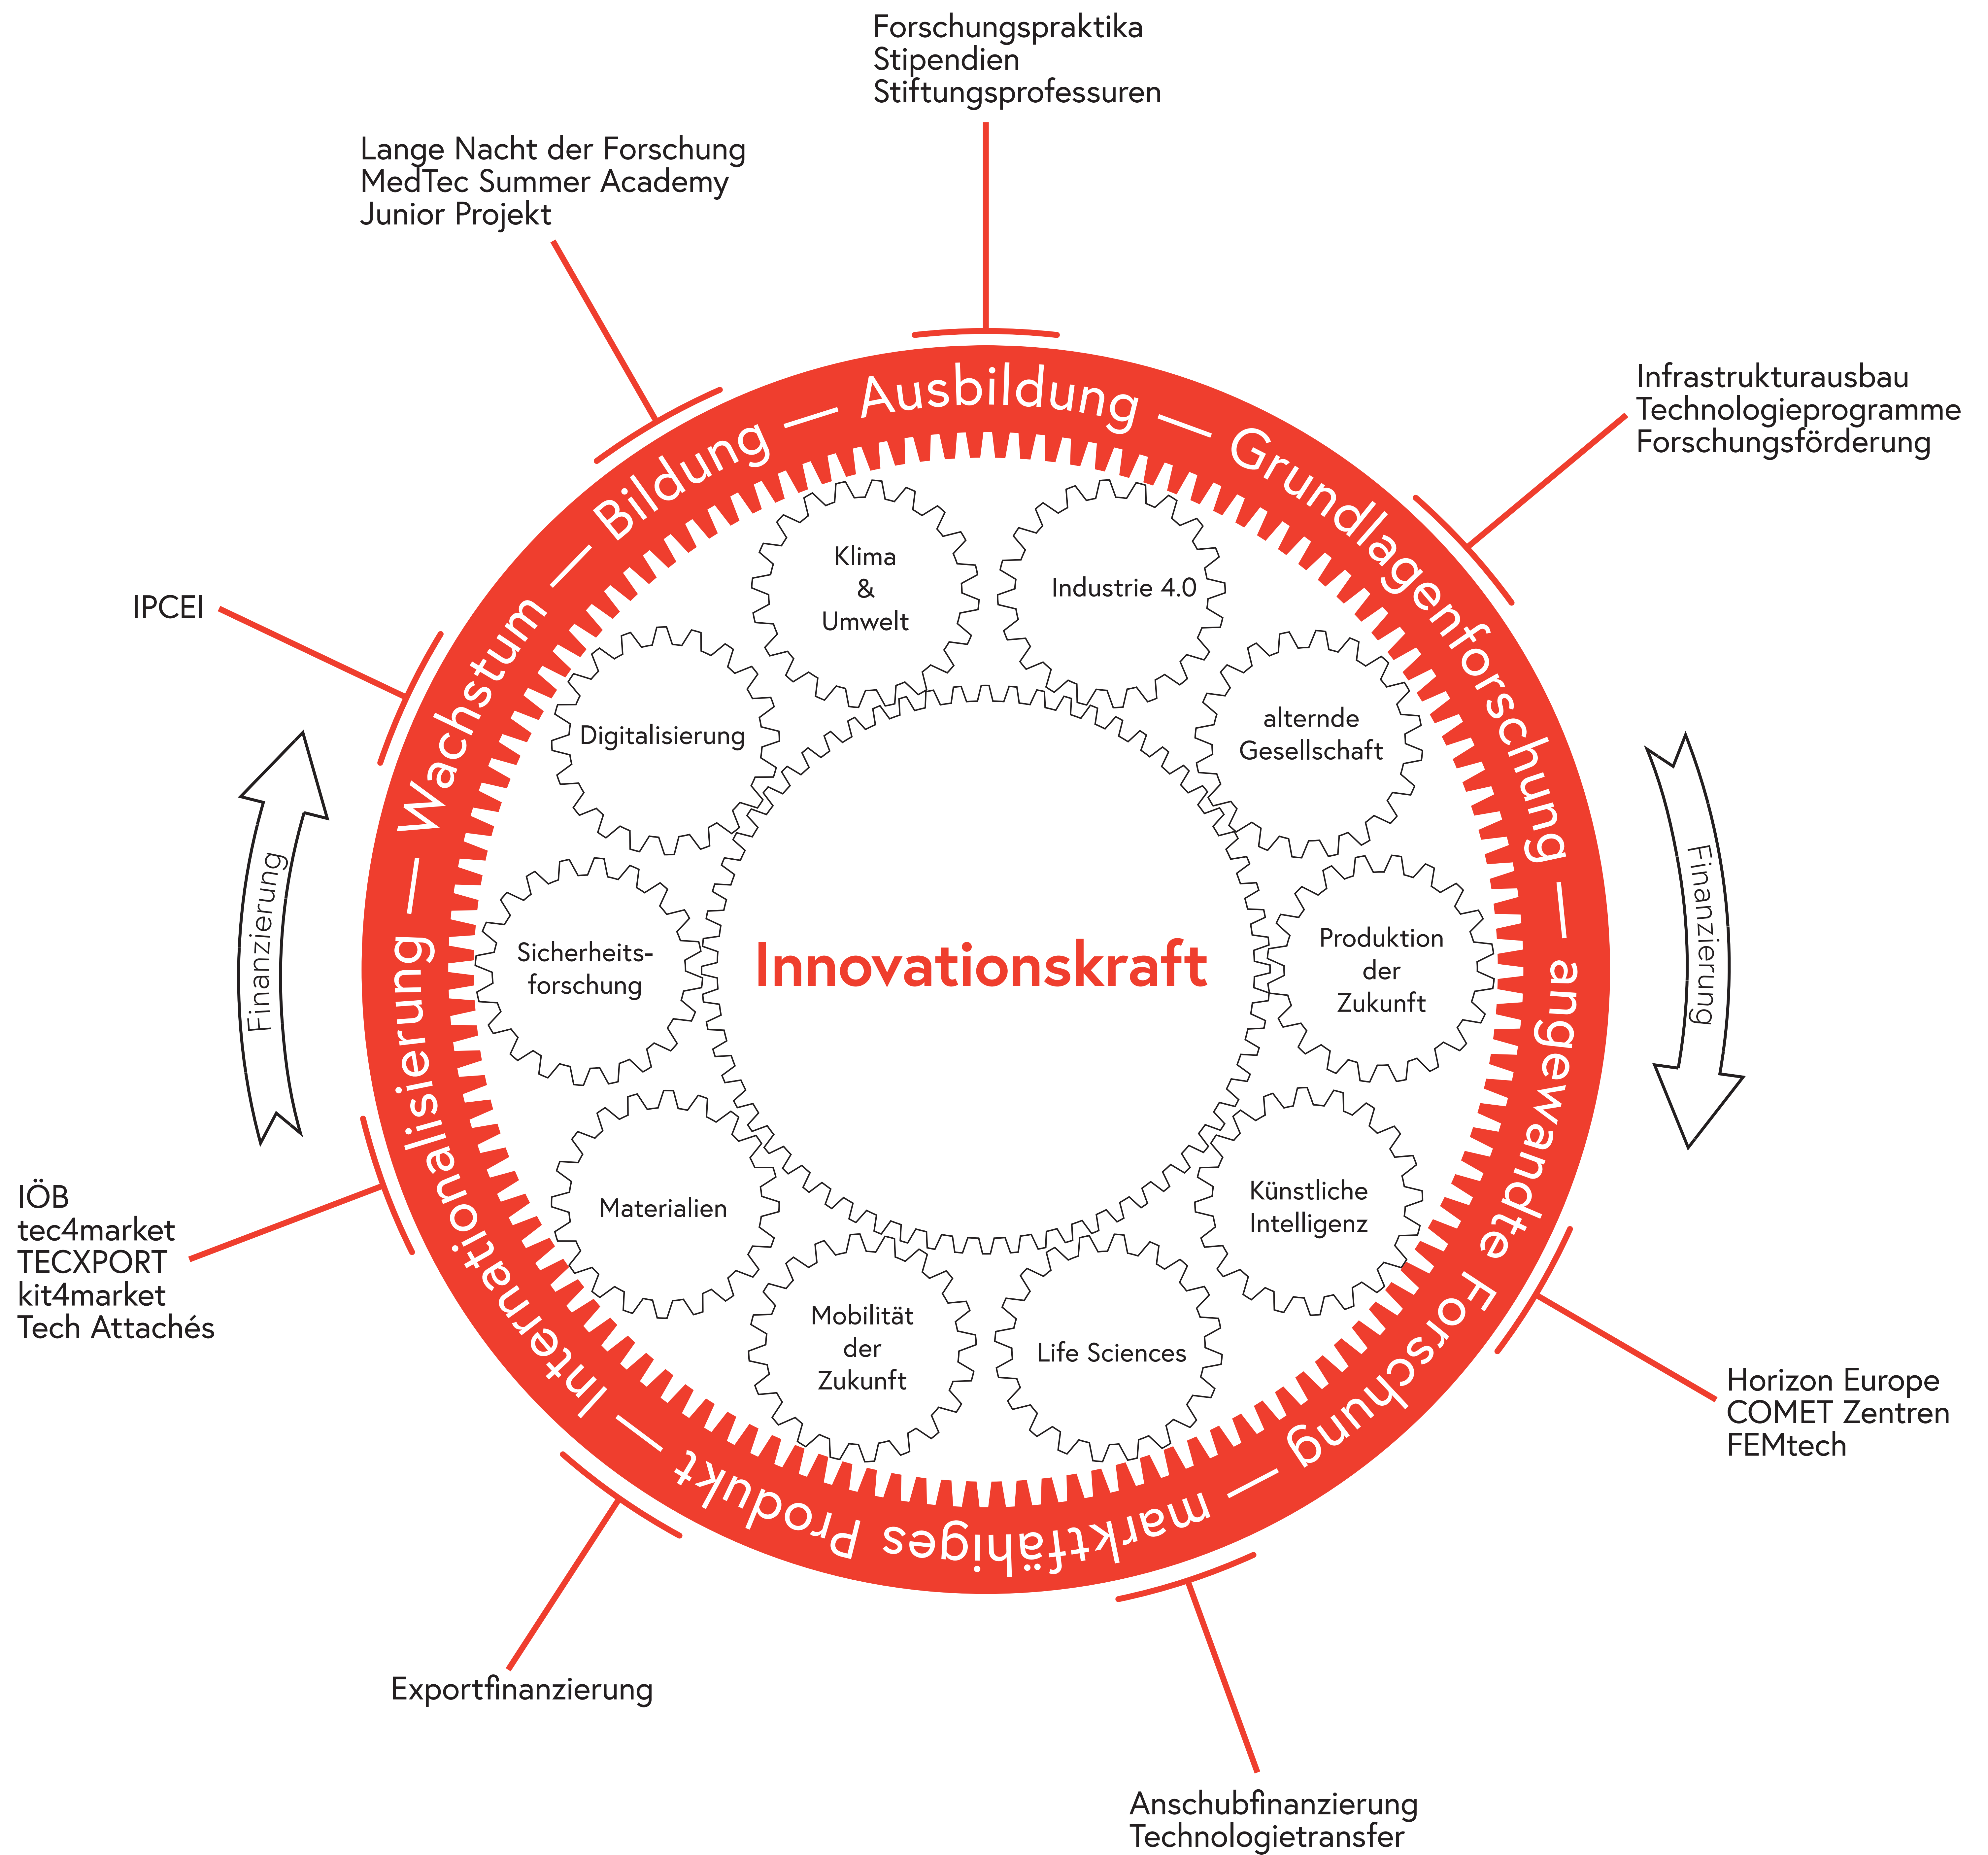 Forschungspraktika
Stipendien
Stiftungsprofessuren
Lange Nacht der Forschung
MedTec Summer Academy
Junior Projekt
Infrastrukturausbau
Technologieprogramme
Forschungsförderung
IPCEI
Bildung — Ausbildung — Grundlagenforschung — angewandte Forschung — marktfähiges Produkt — Internationalisierung — Wachstum —
Klima
&
Umwelt
Industrie 4.0
Digitalisierung
alternde
Gesellschaft
Sicherheits-
forschung
Innovationskraft
Produktion
der
Zukunft
Materialien
Künstliche
Intelligenz
Mobilität
der
Zukunft
Life Sciences
Finanzierung
Finanzierung
IÖB
tec4market
TECXPORT
kit4market
Tech Attachés
Horizon Europe
COMET Zentren
FEMtech
Exportfinanzierung
Anschubfinanzierung
Technologietransfer